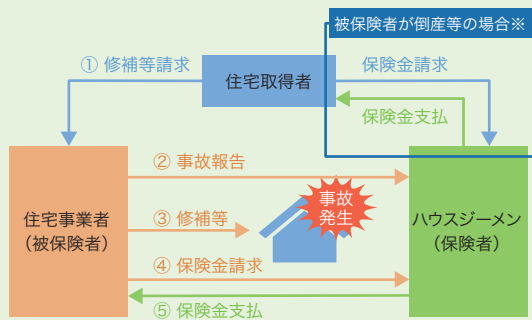 被保険者が倒産等の場合※
① 修補等請求
住宅取得者
保険金請求
保険金支払
② 事故報告
事故
発生
住宅事業者
（被保険者）
③ 修補等
ハウスジーメン
（保険者）
④ 保険金請求
⑤ 保険金支払